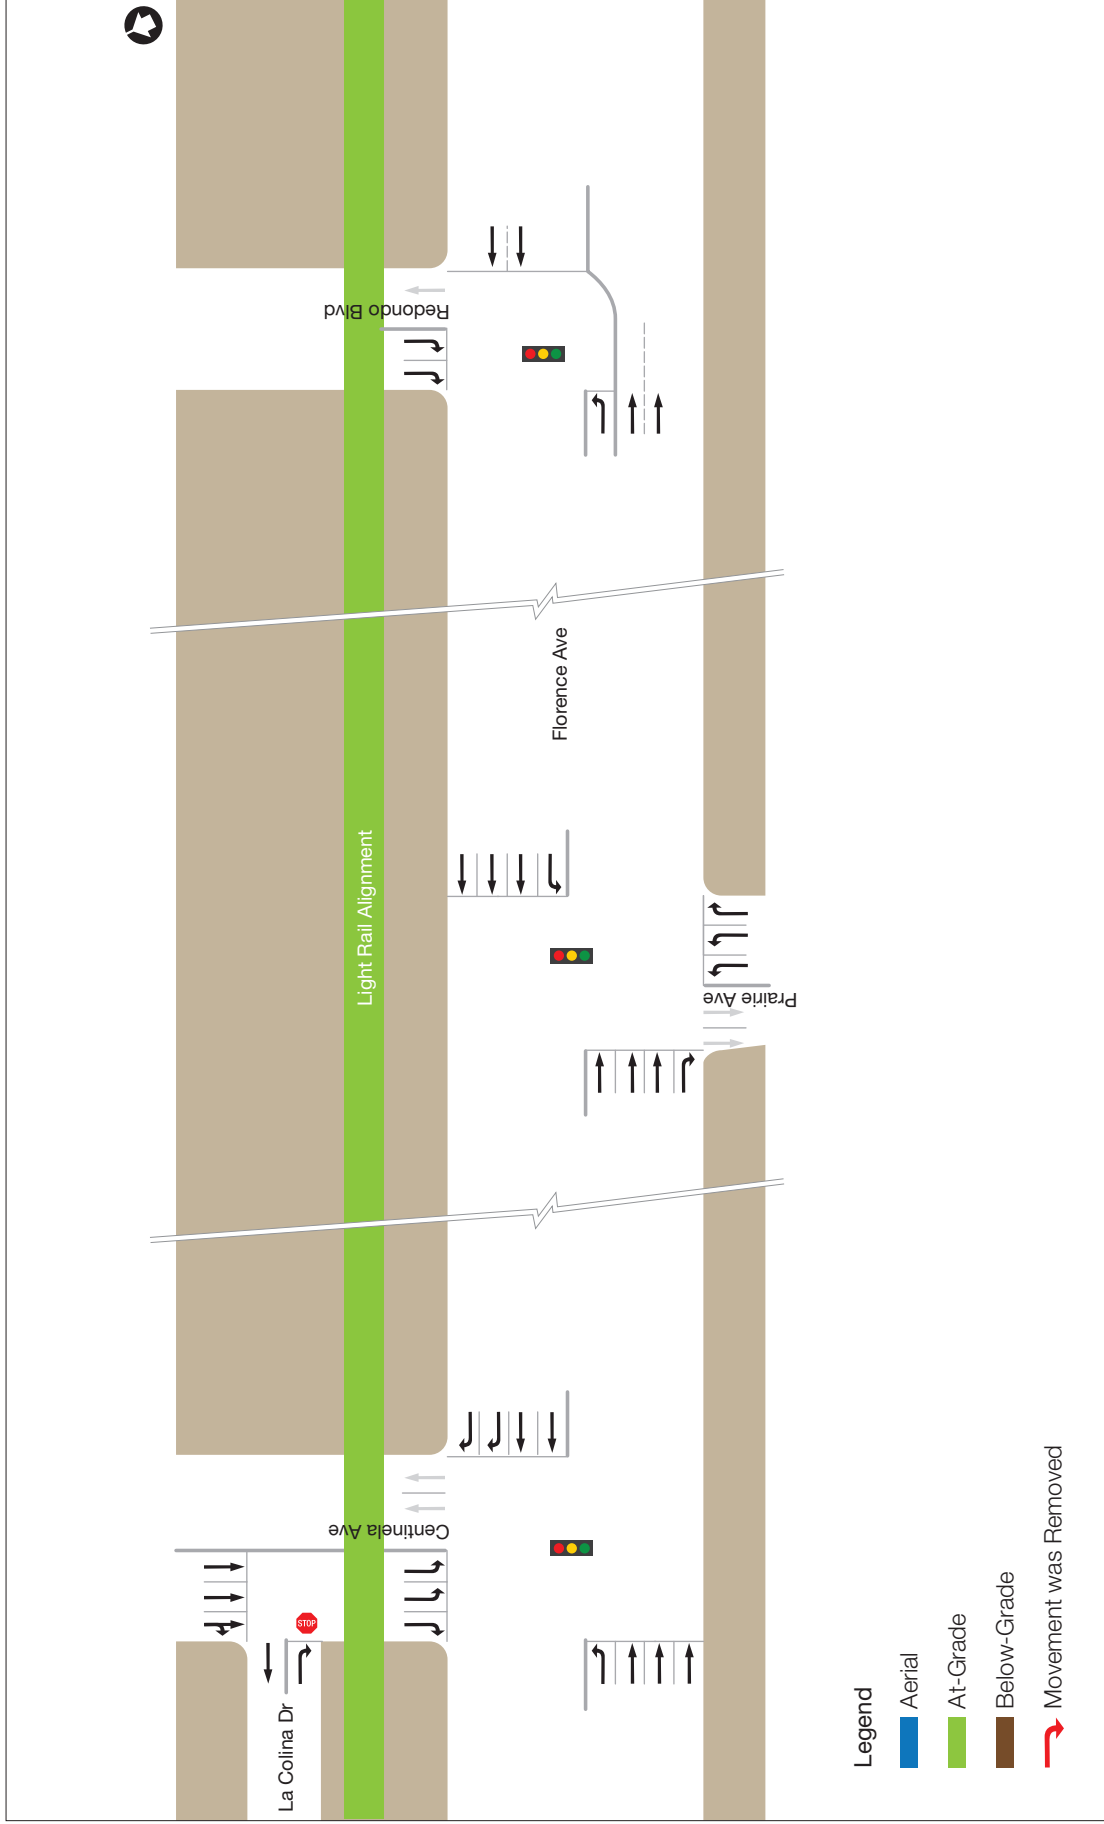 Redondo Blvd
Florence Ave
Light Rail Alignment
Prairie Ave
Centinela Ave
STOP
La Colina Dr
Legend
Aerial
At-Grade
Below-Grade
Movement was Removed